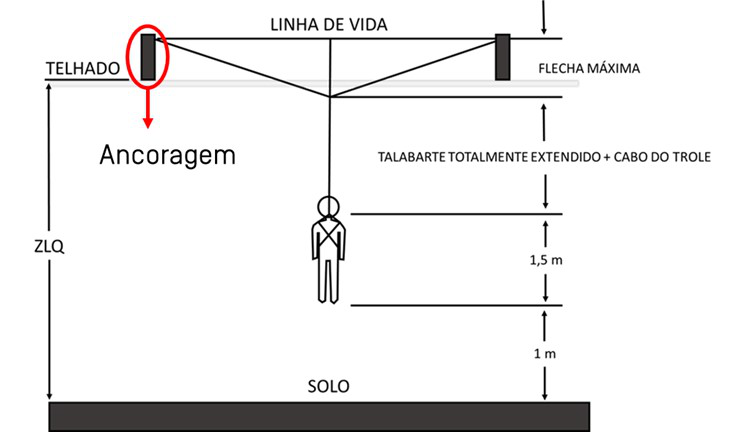 LINHA DE VIDA
TELHADO
FLECHA MÁXIMA
Ancoragem
TALABARTE TOTALMENTE EXTENDIDO + CABO DO TROLE
ZLQ
1,5 m
1 m
SOLO